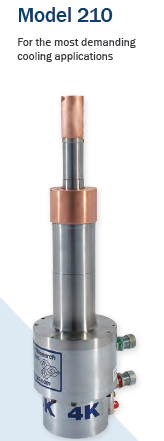 Model 210
For the most demanding
cooling applications
K 4K